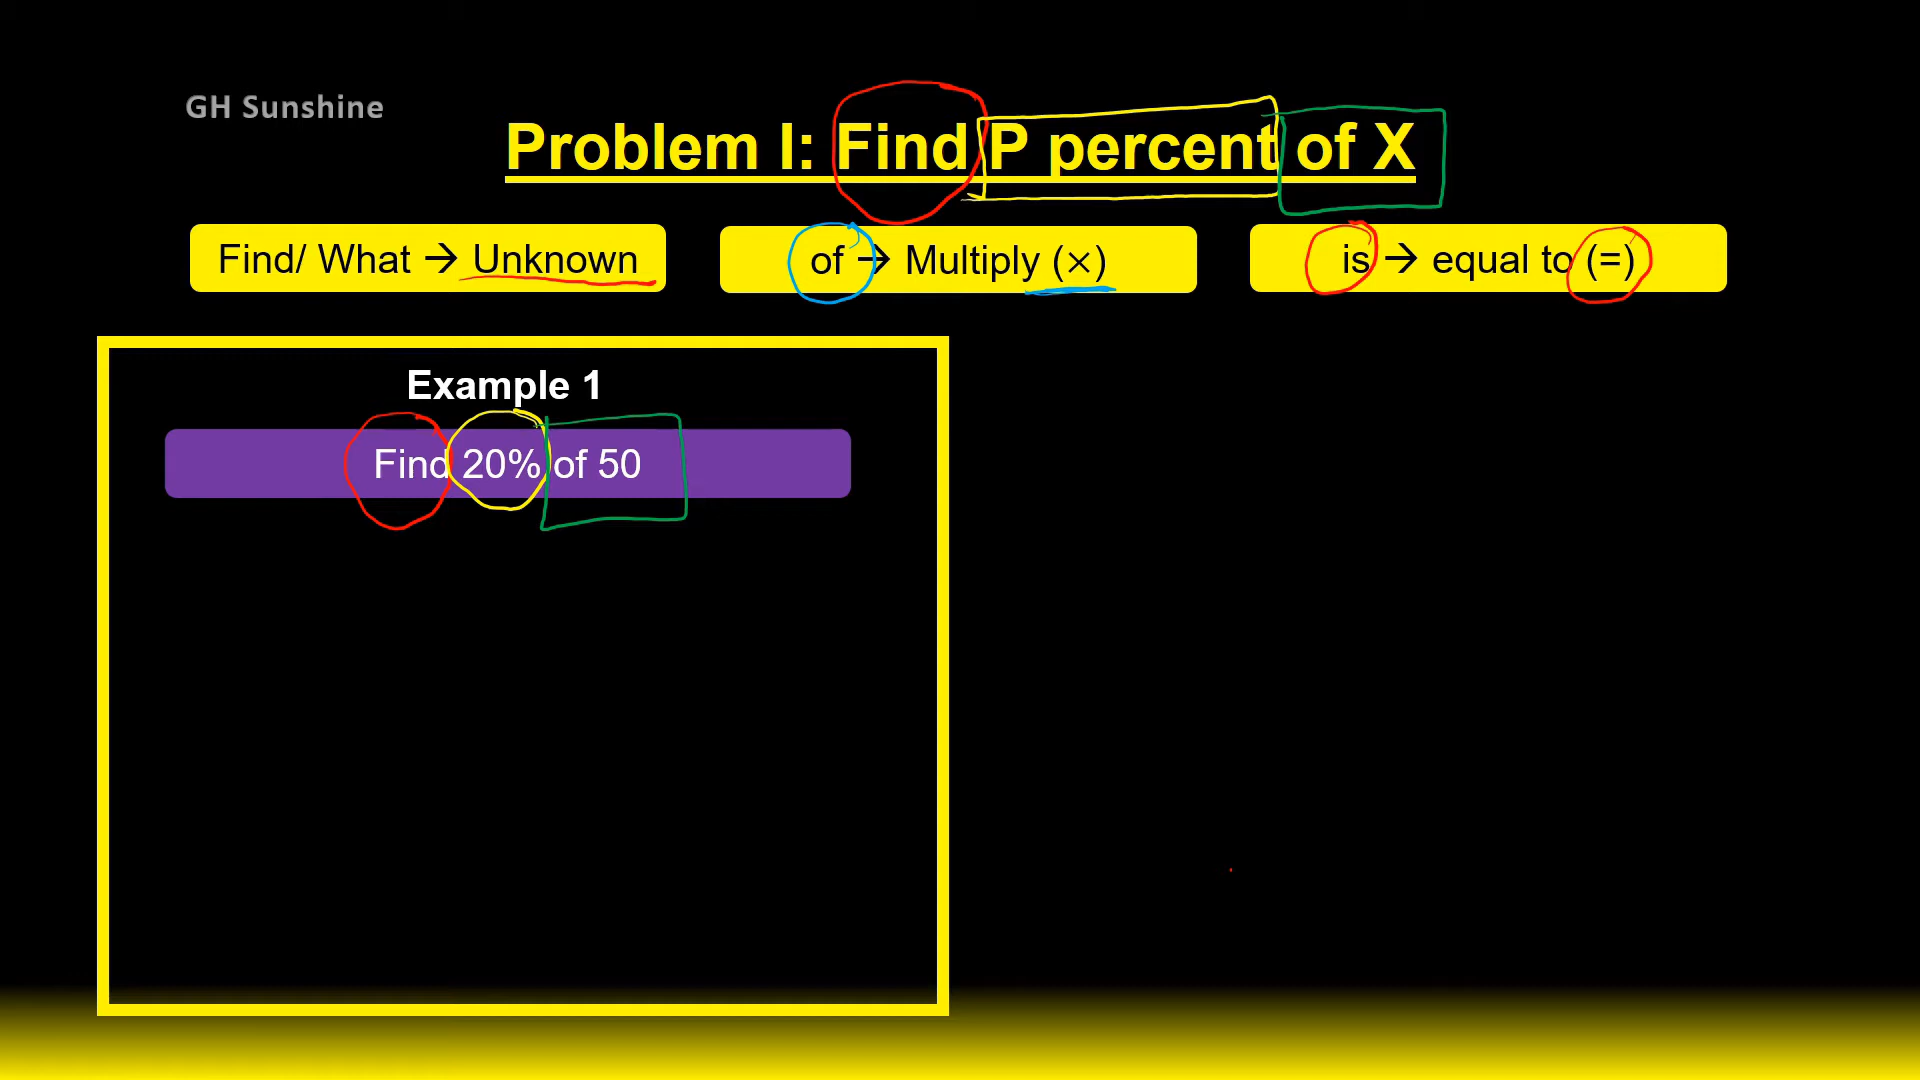 GH Sunshine
Problem I: Find P percent of X
Find/ What → Unknown
of → Multiply (×)
is → equal to (=)
Example 1
Find 20% of 50